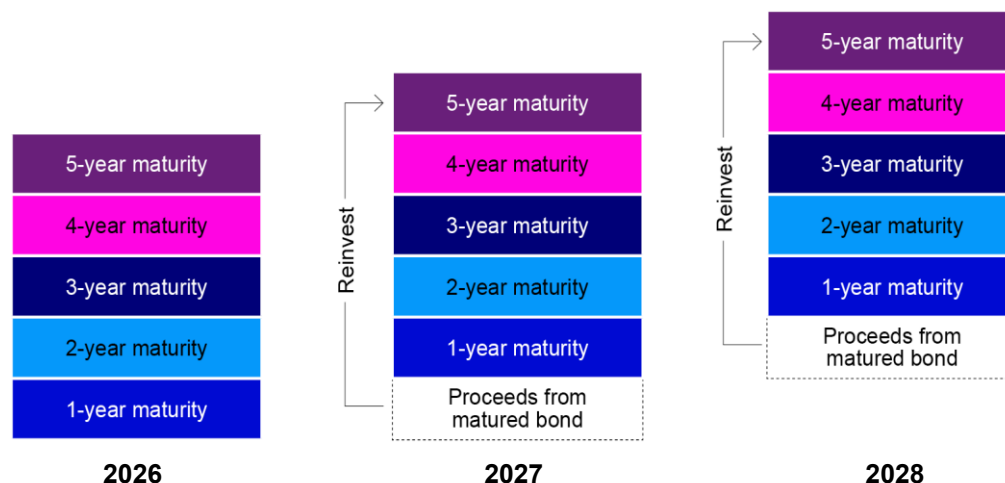 5-year maturity
4-year maturity
3-year maturity
2-year maturity
1-year maturity
2026
Reinvest
5-year maturity
4-year maturity
3-year maturity
2-year maturity
1-year maturity
Proceeds from
matured bond
2027
Reinvest
5-year maturity
4-year maturity
3-year maturity
2-year maturity
1-year maturity
Proceeds from
matured bond
2028